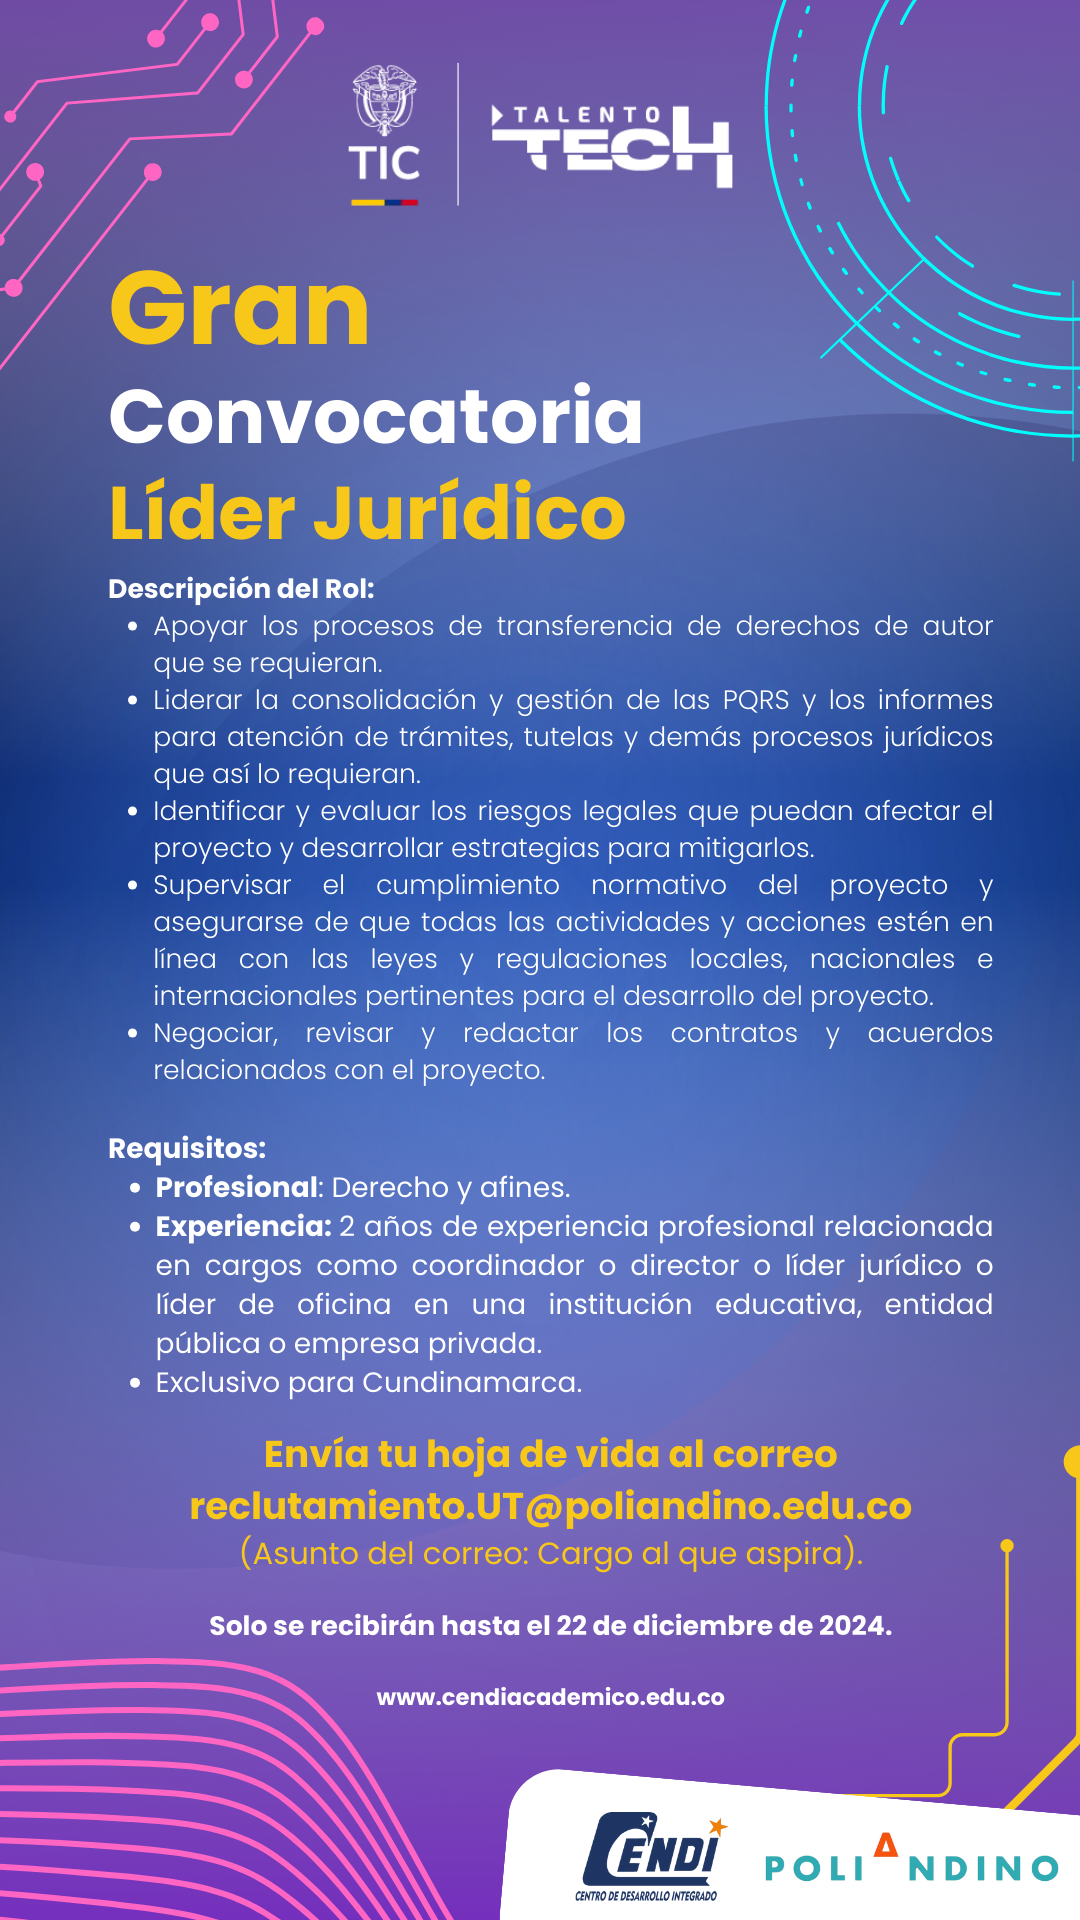 TIC
TALENTO
TECH
Gran
Convocatoria
Líder Jurídico
Descripción del Rol:
• Apoyar los procesos de transferencia de derechos de autor
que se requieran.
• Liderar la consolidación y gestión de las PQRS y los informes
para atención de trámites, tutelas y demás procesos jurídicos
que así lo requieran.
• Identificar y evaluar los riesgos legales que puedan afectar el
proyecto y desarrollar estrategias para mitigarlos.
• Supervisar el cumplimiento normativo del proyecto y
asegurarse de que todas las actividades y acciones estén en
línea con las leyes y regulaciones locales, nacionales e
internacionales pertinentes para el desarrollo del proyecto.
• Negociar, revisar y redactar los contratos y acuerdos
relacionados con el proyecto.
Requisitos:
• Profesional: Derecho y afines.
• Experiencia: 2 años de experiencia profesional relacionada
en cargos como coordinador o director o líder jurídico o
líder de oficina en una institución educativa, entidad
pública o empresa privada.
• Exclusivo para Cundinamarca.
Envía tu hoja de vida al correo
reclutamiento.UT@poliandino.edu.co
(Asunto del correo: Cargo al que aspira).
Solo se recibirán hasta el 22 de diciembre de 2024.
www.cendiacademico.edu.co
CENDI
CENTRO DE DESARROLLO INTEGRADO
POLIANDINO